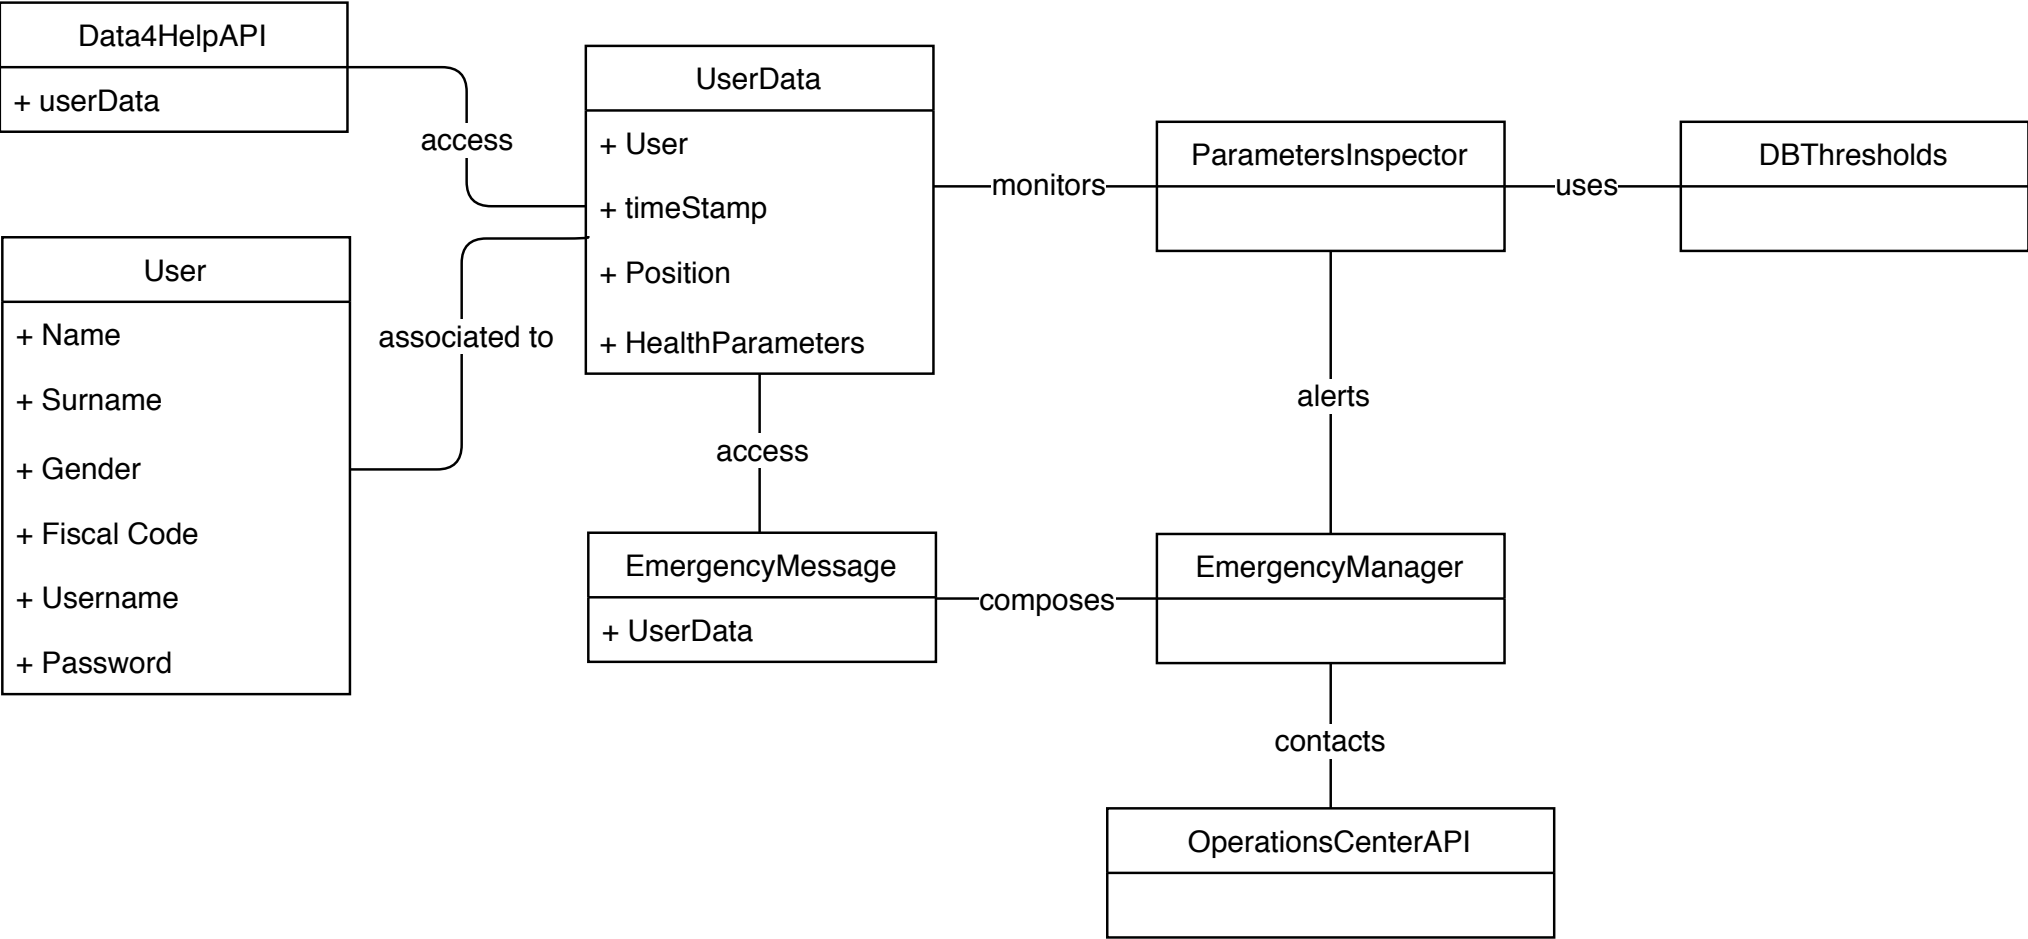 Data4HelpAPI
+ userData
access
User
+ Name
+ Surname
+ Gender
+ Fiscal Code
+ Username
+ Password
associated to
UserData
+ User
+ timeStamp
+ Position
+ HealthParameters
monitors
ParametersInspector
uses
DBThresholds
access
alerts
EmergencyMessage
+ UserData
composes
EmergencyManager
contacts
OperationsCenterAPI